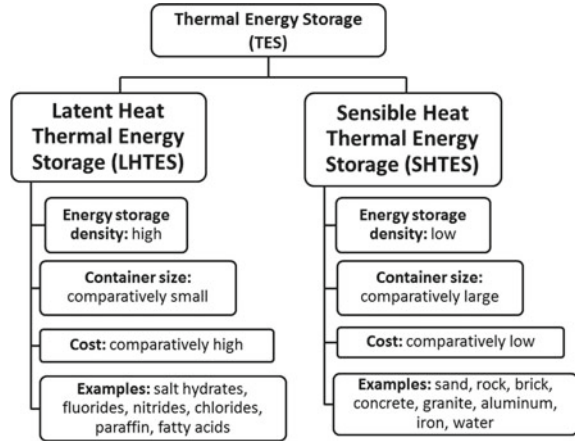 Thermal Energy Storage
(TES)
Latent Heat
Thermal Energy
Storage (LHTES)
Energy storage
density: high
Container size:
comparatively small
Cost: comparatively high
Examples: salt hydrates,
fluorides, nitrides, chlorides,
paraffin, fatty acids
Sensible Heat
Thermal Energy
Storage (SHTES)
Energy storage
density: low
Container size:
comparatively large
Cost: comparatively low
Examples: sand, rock, brick,
concrete, granite, aluminum,
iron, water